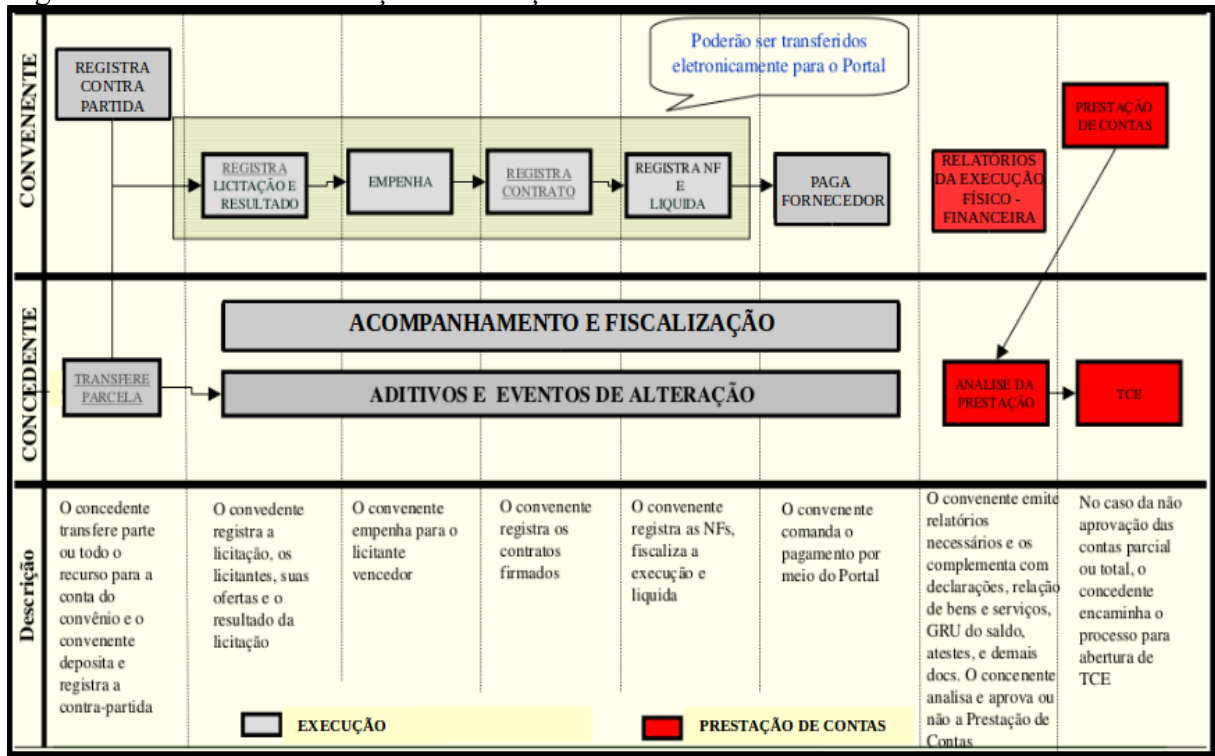 CONVENENTE
REGISTRA
CONTRA
PARTIDA
Poderão ser transferidos
eletronicamente para o Portal
REGISTRA
LICITAÇÃO E
RESULTADO
EMPENHA
REGISTRA
CONTRATO
REGISTRA NF
E
LIQUIDA
PAGA
FORNECEDOR
RELATÓRIOS
DA EXECUÇÃO
FÍSICO -
FINANCEIRA
PRESTAÇÃO
DE CONTAS
CONCEDENTE
TRANSFERE
PARCELA
ACOMPANHAMENTO E FISCALIZAÇÃO
ADITIVOS E EVENTOS DE ALTERAÇÃO
ANALISE DA
PRESTAÇÃO
TCE
Descrição
O concedente
transfere parte
ou todo o
recurso para a
conta do
convênio e o
convenente
deposita e
registra a
contra-partida
O convedente
registra a
licitação, os
licitantes, suas
ofertas e o
resultado da
licitação
O convenente
empenha para o
licitante
vencedor
O convenente
registra os
contratos
firmados
O convenente
registra as NFs,
fiscaliza a
execução e
liquida
O convenente
comanda o
pagamento por
meio do Portal
O convenente emite
relatórios
necessários e os
complementa com
declarações, relação
de bens e serviços,
GRU do saldo,
atestes, e demais
docs. O concenente
analisa e aprova ou
não a Prestação de
Contas
No caso da não
aprovação das
contas parcial
ou total, o
concedente
encaminha o
processo para
abertura de
TCE
EXECUÇÃO
PRESTAÇÃO DE CONTAS